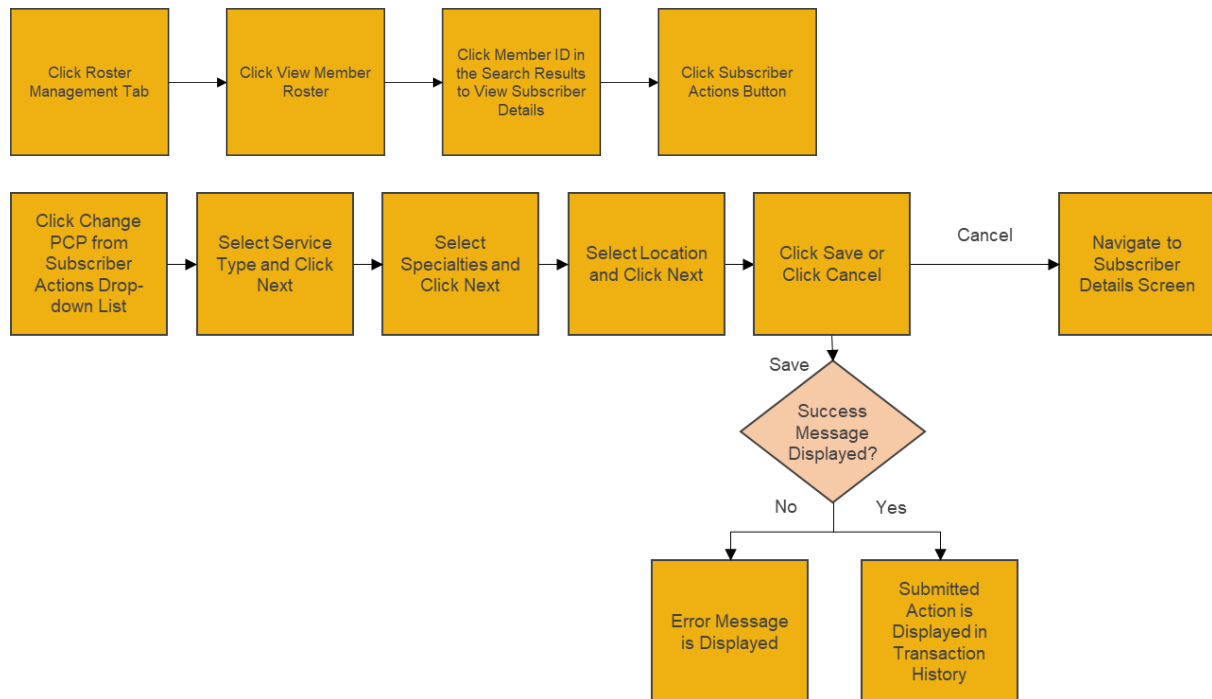 Click Roster
Management Tab
Click View Member
Roster
Click Member ID in
the Search Results
to View Subscriber
Details
Click Subscriber
Actions Button
Click Change
PCP from
Subscriber
Actions Drop-
down List
Select Service
Type and Click
Next
Select
Specialties and
Click Next
Select Location
and Click Next
Click Save or
Click Cancel
Cancel
Navigate to
Subscriber
Details Screen
Save
Success
Message
Displayed?
No
Yes
Error Message
is Displayed
Submitted
Action is
Displayed in
Transaction
History